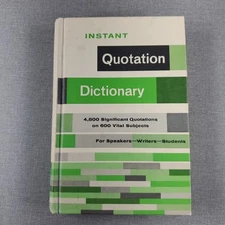 INSTANT
Quotation
Dictionary
4,600 Significant Quotations
on 600 Vital Subjects
For Speakers—Writers—Students